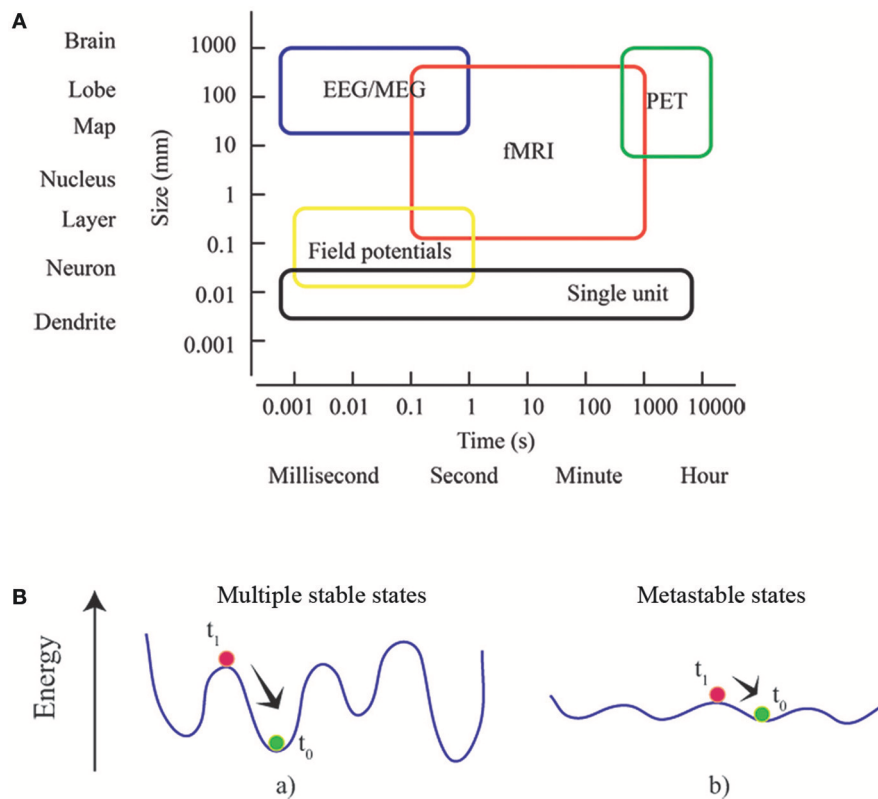 A
Brain
Lobe
Map
Nucleus
Layer
Neuron
Dendrite
Size (mm)
1000
100
10
1
0.1
0.01
0.001
EEG/MEG
PET
fMRI
Field potentials
Single unit
0.001 0.01 0.1 1 10 100 1000 10000
Time (s)
Millisecond Second Minute Hour
B
Energy
Multiple stable states
t1
t0
a)
Metastable states
t1
t0
b)